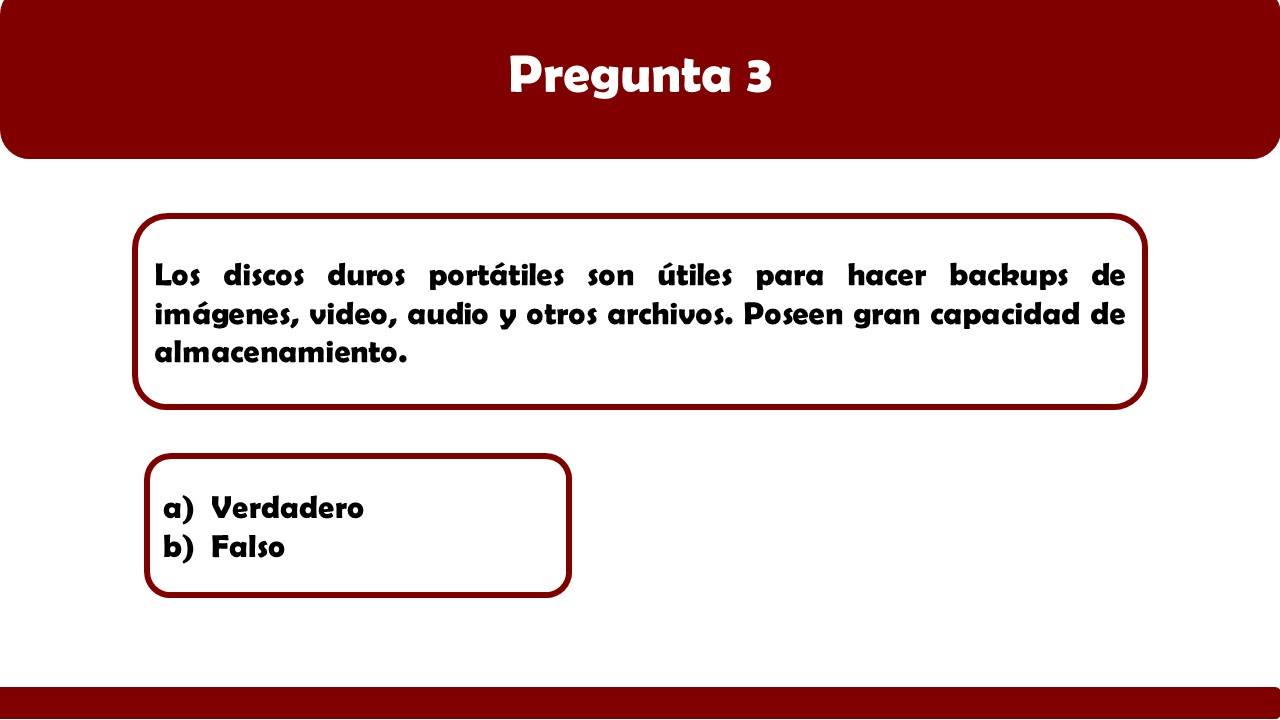 Pregunta 3
Los discos duros portátiles son útiles para hacer backups de
imágenes, video, audio y otros archivos. Poseen gran capacidad de
almacenamiento.
a) Verdadero
b) Falso